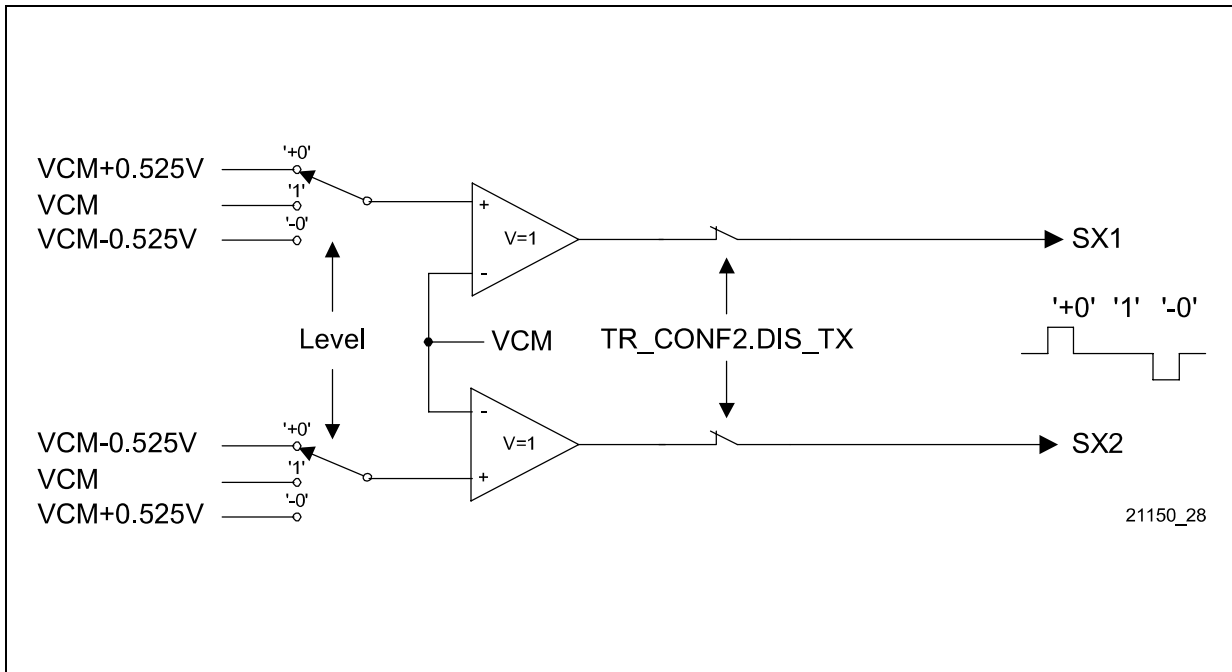 VCM+0.525V
'+0'
VCM
'1'
VCM-0.525V
'-0'
+
V=1
-
SX1
Level
VCM
TR_CONF2.DIS_TX
'+0' '1' '-0'
VCM-0.525V
'+0'
VCM
'1'
VCM+0.525V
'-0'
-
V=1
+
SX2
21150_28